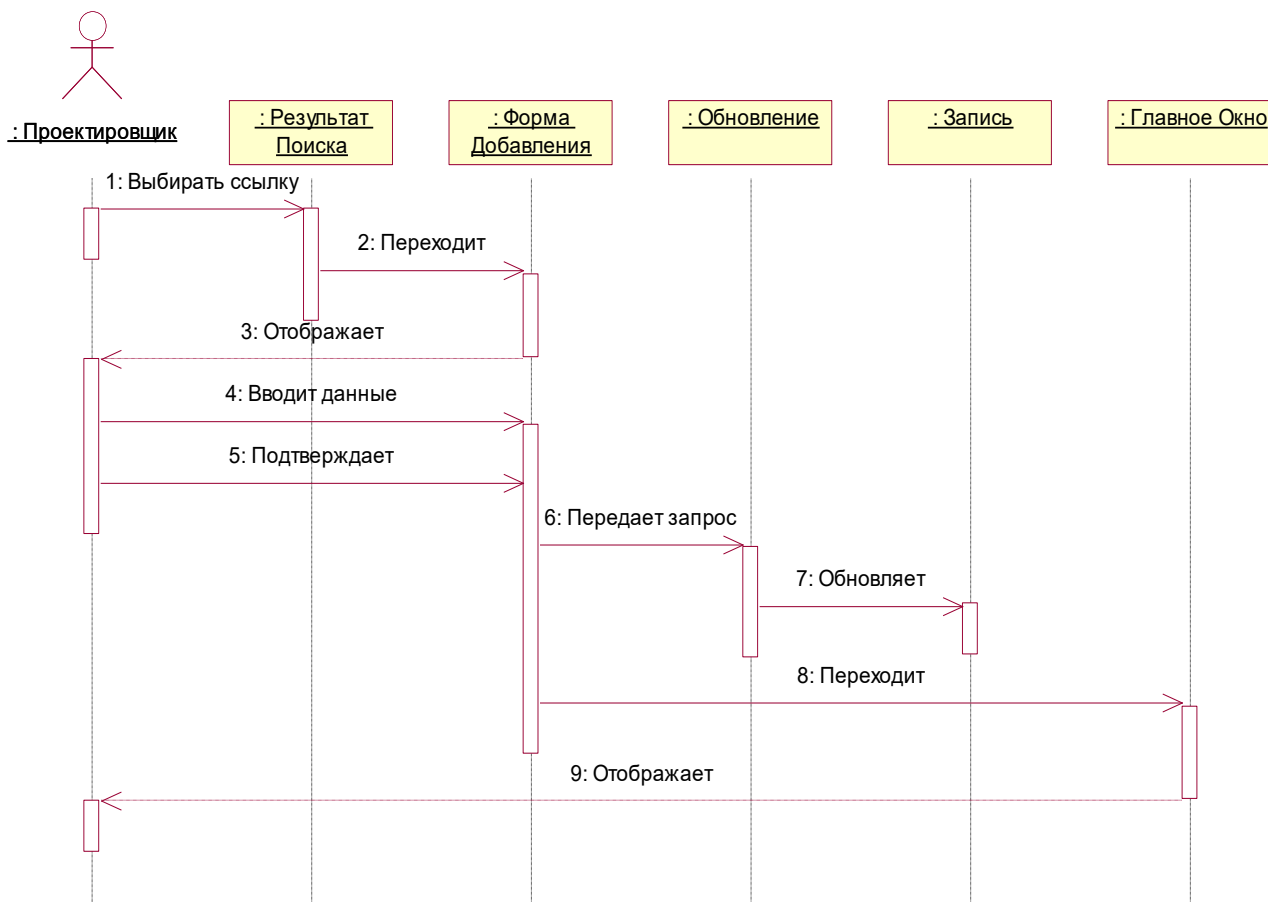 : Проектировщик
: Результат
Поиска
: Форма
Добавления
: Обновление
: Запись
: Главное Окно
1: Выбирать ссылку
2: Переходит
3: Отображает
4: Вводит данные
5: Подтверждает
6: Передает запрос
7: Обновляет
8: Переходит
9: Отображает